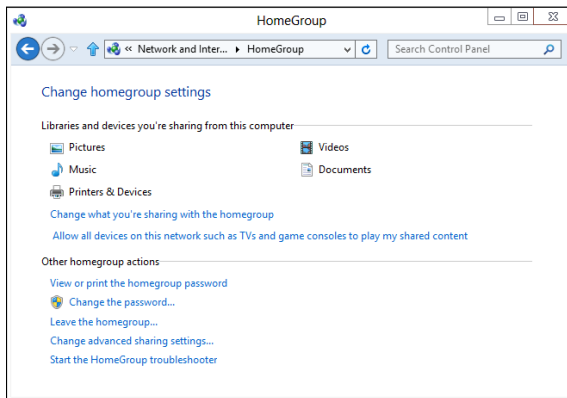 HomeGroup
« Network and Inter... ▸ HomeGroup
Search Control Panel
Change homegroup settings
Libraries and devices you're sharing from this computer
Pictures
Videos
Music
Documents
Printers & Devices
Change what you're sharing with the homegroup
Allow all devices on this network such as TVs and game consoles to play my shared content
Other homegroup actions
View or print the homegroup password
Change the password...
Leave the homegroup...
Change advanced sharing settings...
Start the HomeGroup troubleshooter